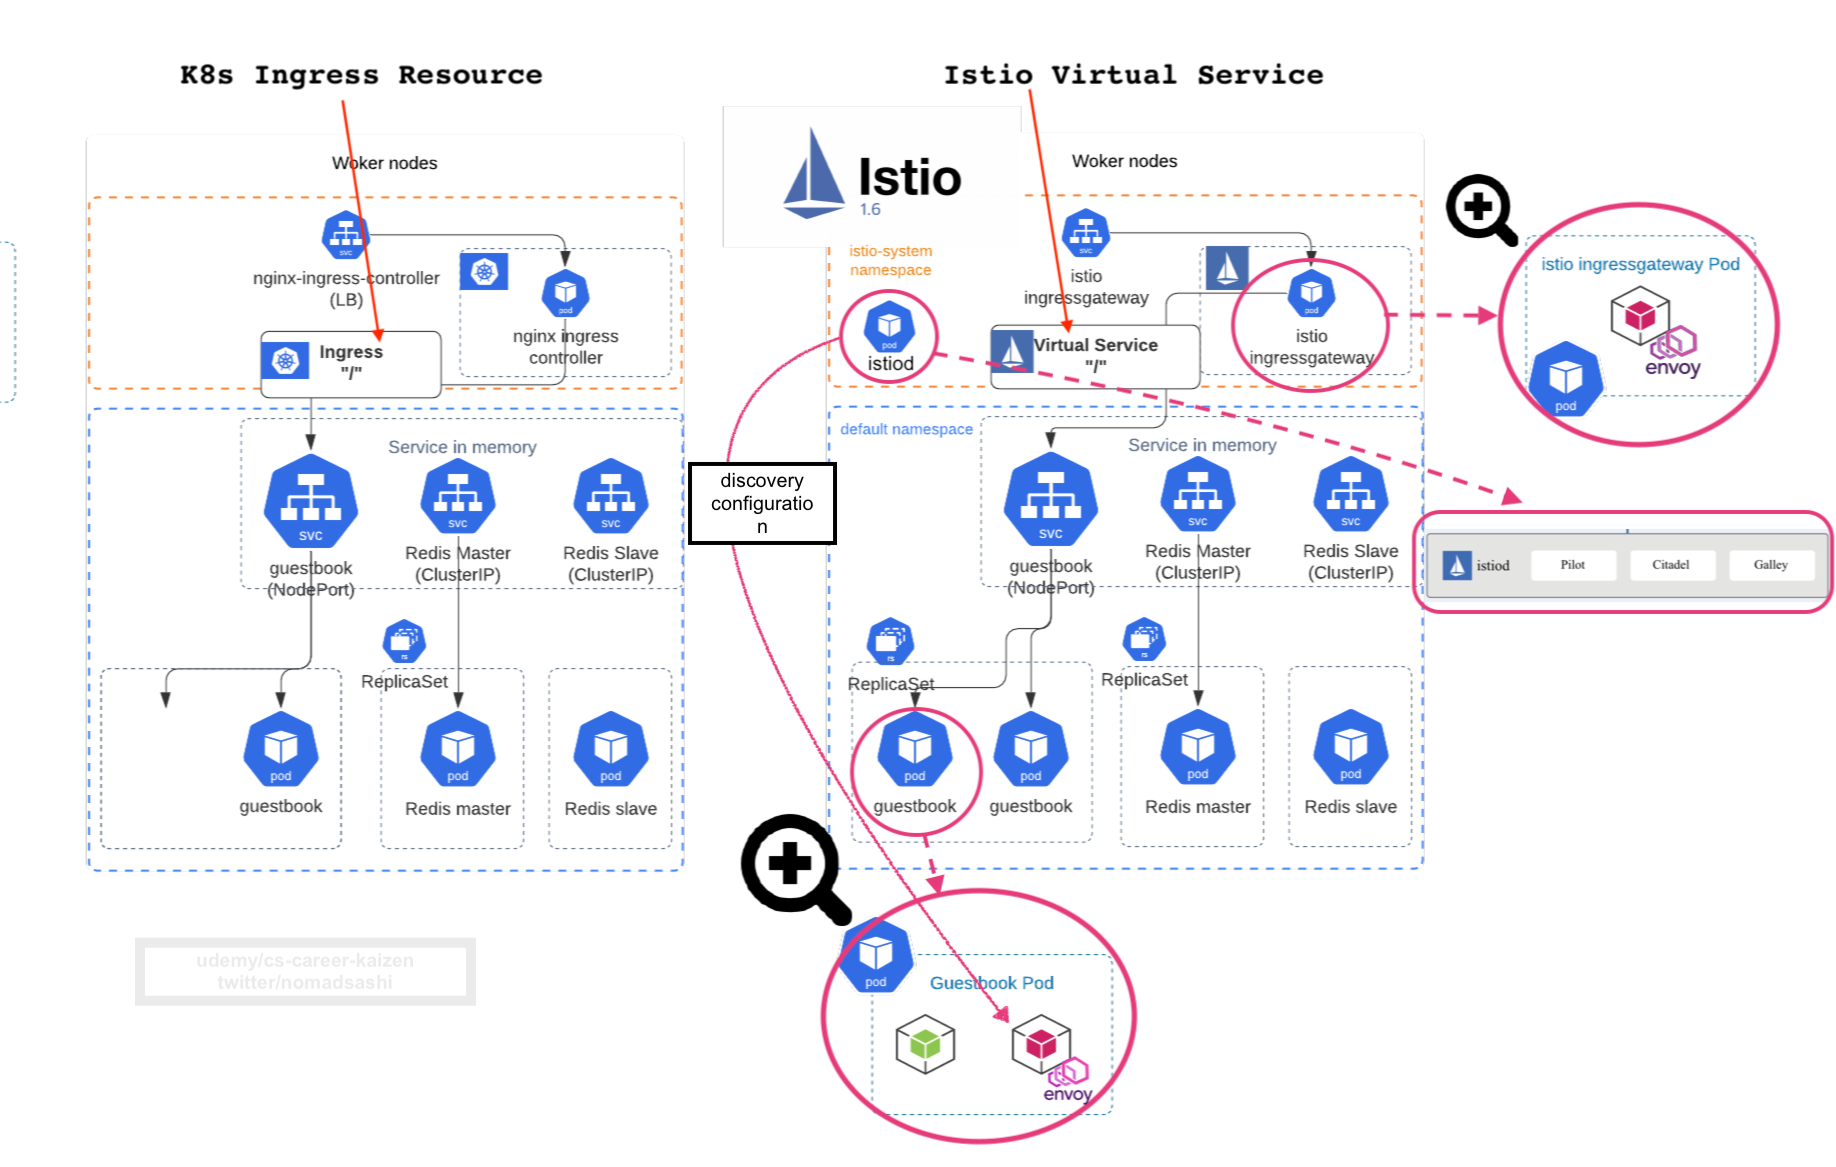 K8s Ingress Resource
Woker nodes
svc
nginx-ingress-controller
(LB)
pod
nginx ingress
controller
Ingress
"/"
Service in memory
svc
guestbook
(NodePort)
svc
Redis Master
(ClusterIP)
Redis Slave
(ClusterIP)
svc
rs
ReplicaSet
pod
guestbook
pod
Redis master
pod
Redis slave
udemy/cs-career-kaizen
twitter/nomadsashi
Istio Virtual Service
Istio
1.6
Woker nodes
istio-system
namespace
svc
istio
ingressgateway
pod
istio
ingressgateway
pod
istiod
Virtual Service
"/"
discovery
configuratio
n
default namespace
Service in memory
svc
guestbook
(NodePort)
svc
Redis Master
(ClusterIP)
svc
Redis Slave
(ClusterIP)
rs
ReplicaSet
rs
ReplicaSet
pod
guestbook
pod
guestbook
pod
Redis master
pod
Redis slave
istio ingressgateway Pod
envoy
pod
istiod
Pilot
Citadel
Galley
pod
Guestbook Pod
envoy